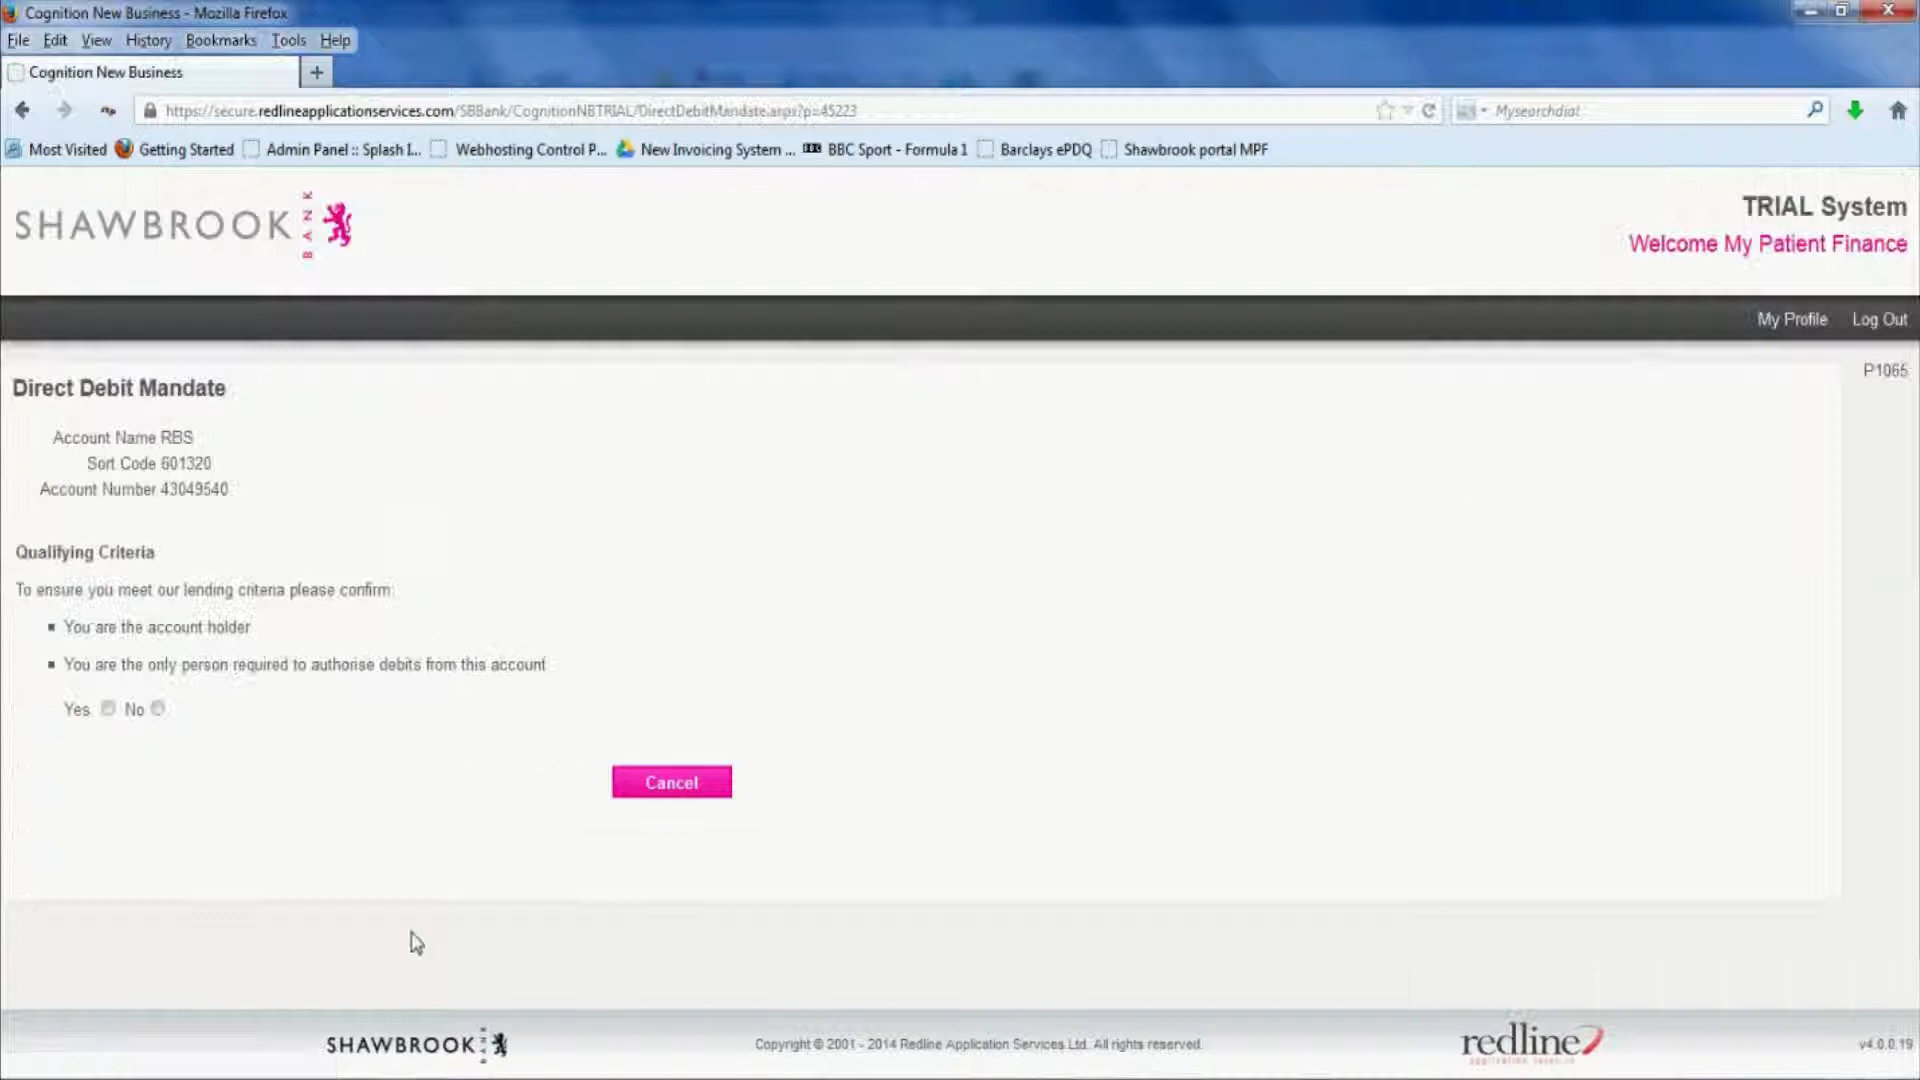 Cognition New Business - Mozilla Firefox
File Edit View History Bookmarks Tools Help
Cognition New Business +
https://secure.redlineapplicationservices.com/SBBank/CognitionNBTRIAL/DirectDebitMandate.aspx?p=45223 Mysearchdial
Most Visited Getting Started Admin Panel :: Splash I... Webhosting Control P... New Invoicing System ... BBC Sport - Formula 1 Barclays ePDQ Shawbrook portal MPF
SHAWBROOK BANK
TRIAL System
Welcome My Patient Finance
My Profile Log Out
P1065
Direct Debit Mandate
Account Name RBS
Sort Code 601320
Account Number 43049540
Qualifying Criteria
To ensure you meet our lending criteria please confirm:
You are the account holder
You are the only person required to authorise debits from this account
Yes No
Cancel
SHAWBROOK
Copyright © 2001 - 2014 Redline Application Services Ltd. All rights reserved.
redline
v4.0.0.19